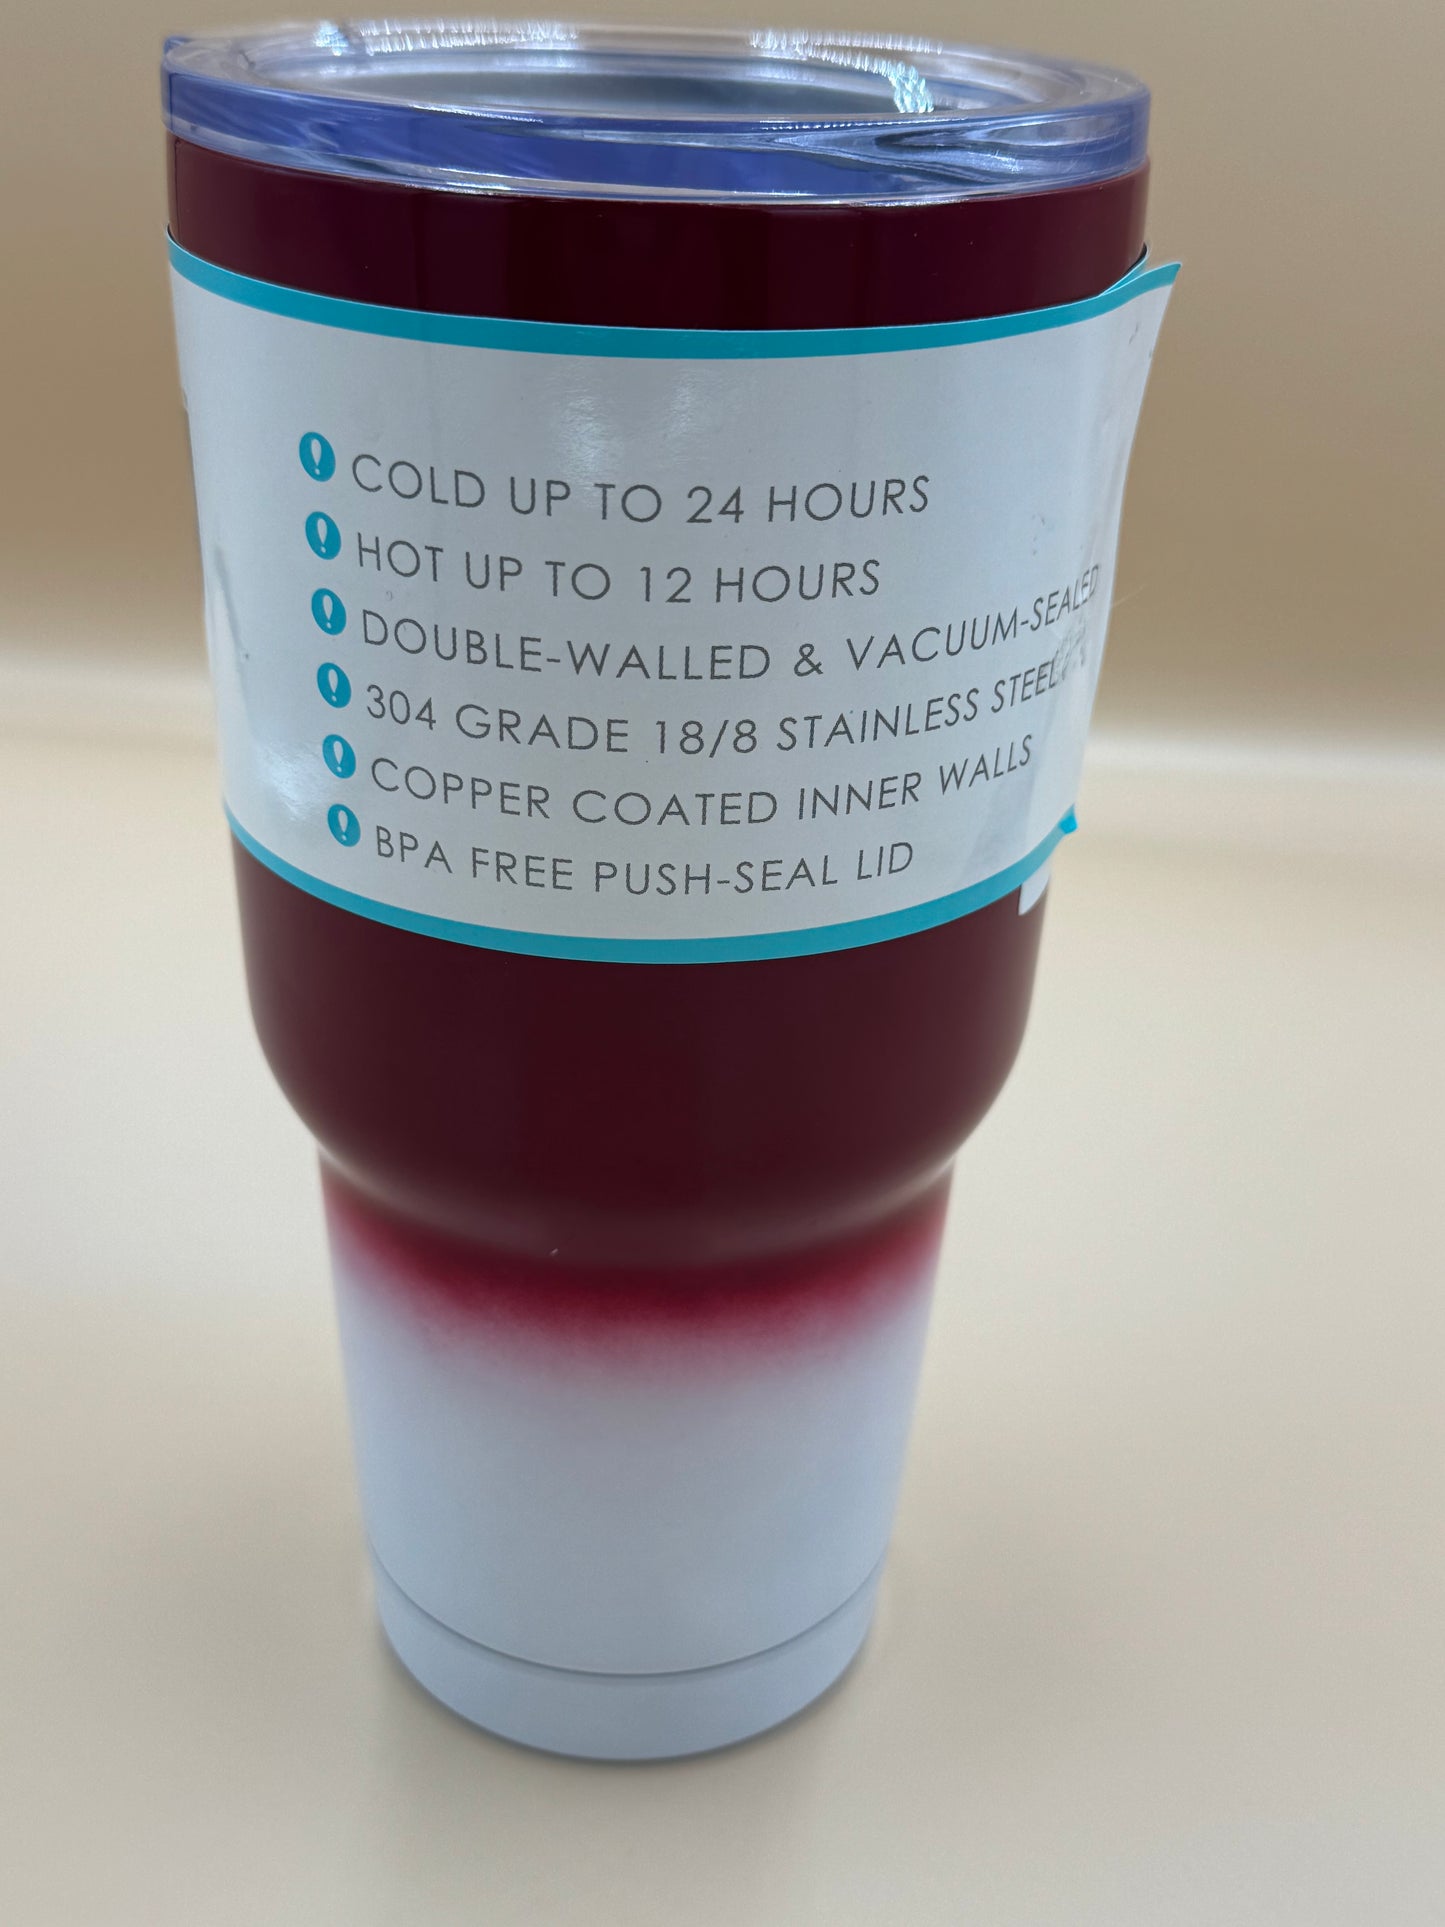 COLD UP TO 24 HOURS
HOT UP TO 12 HOURS
DOUBLE-WALLED & VACUUM-SEALED
304 GRADE 18/8 STAINLESS STEEL
COPPER COATED INNER WALLS
BPA FREE PUSH-SEAL LID